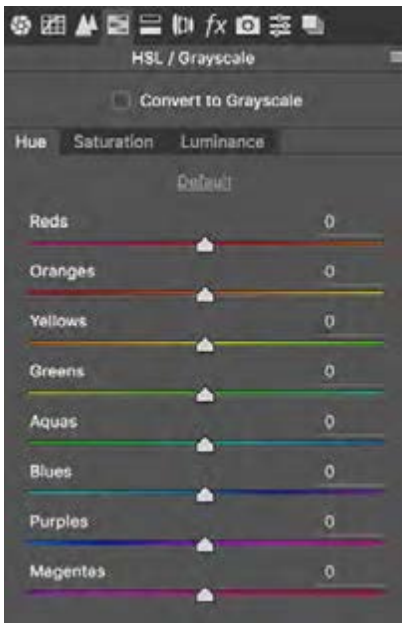 fx
HSL / Grayscale
Convert to Grayscale
Hue Saturation Luminance
Default
Reds 0
Oranges 0
Yellows 0
Greens 0
Aquas 0
Blues 0
Purples 0
Magentas 0